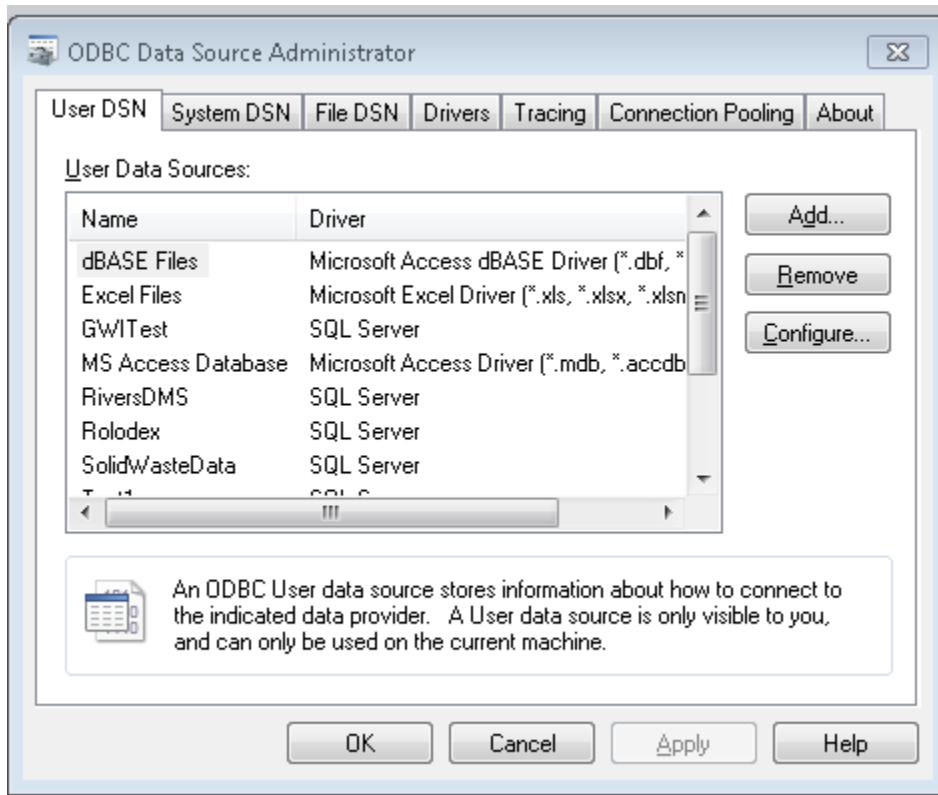 ODBC Data Source Administrator
User DSN System DSN File DSN Drivers Tracing Connection Pooling About
User Data Sources:
Name Driver
dBASE Files Microsoft Access dBASE Driver (*.dbf, *
Excel Files Microsoft Excel Driver (*.xls, *.xlsx, *.xlsn
GWITest SQL Server
MS Access Database Microsoft Access Driver (*.mdb, *.accdb
RiversDMS SQL Server
Rolodex SQL Server
SolidWasteData SQL Server
Add...
Remove
Configure...
An ODBC User data source stores information about how to connect to
the indicated data provider. A User data source is only visible to you,
and can only be used on the current machine.
OK Cancel Apply Help